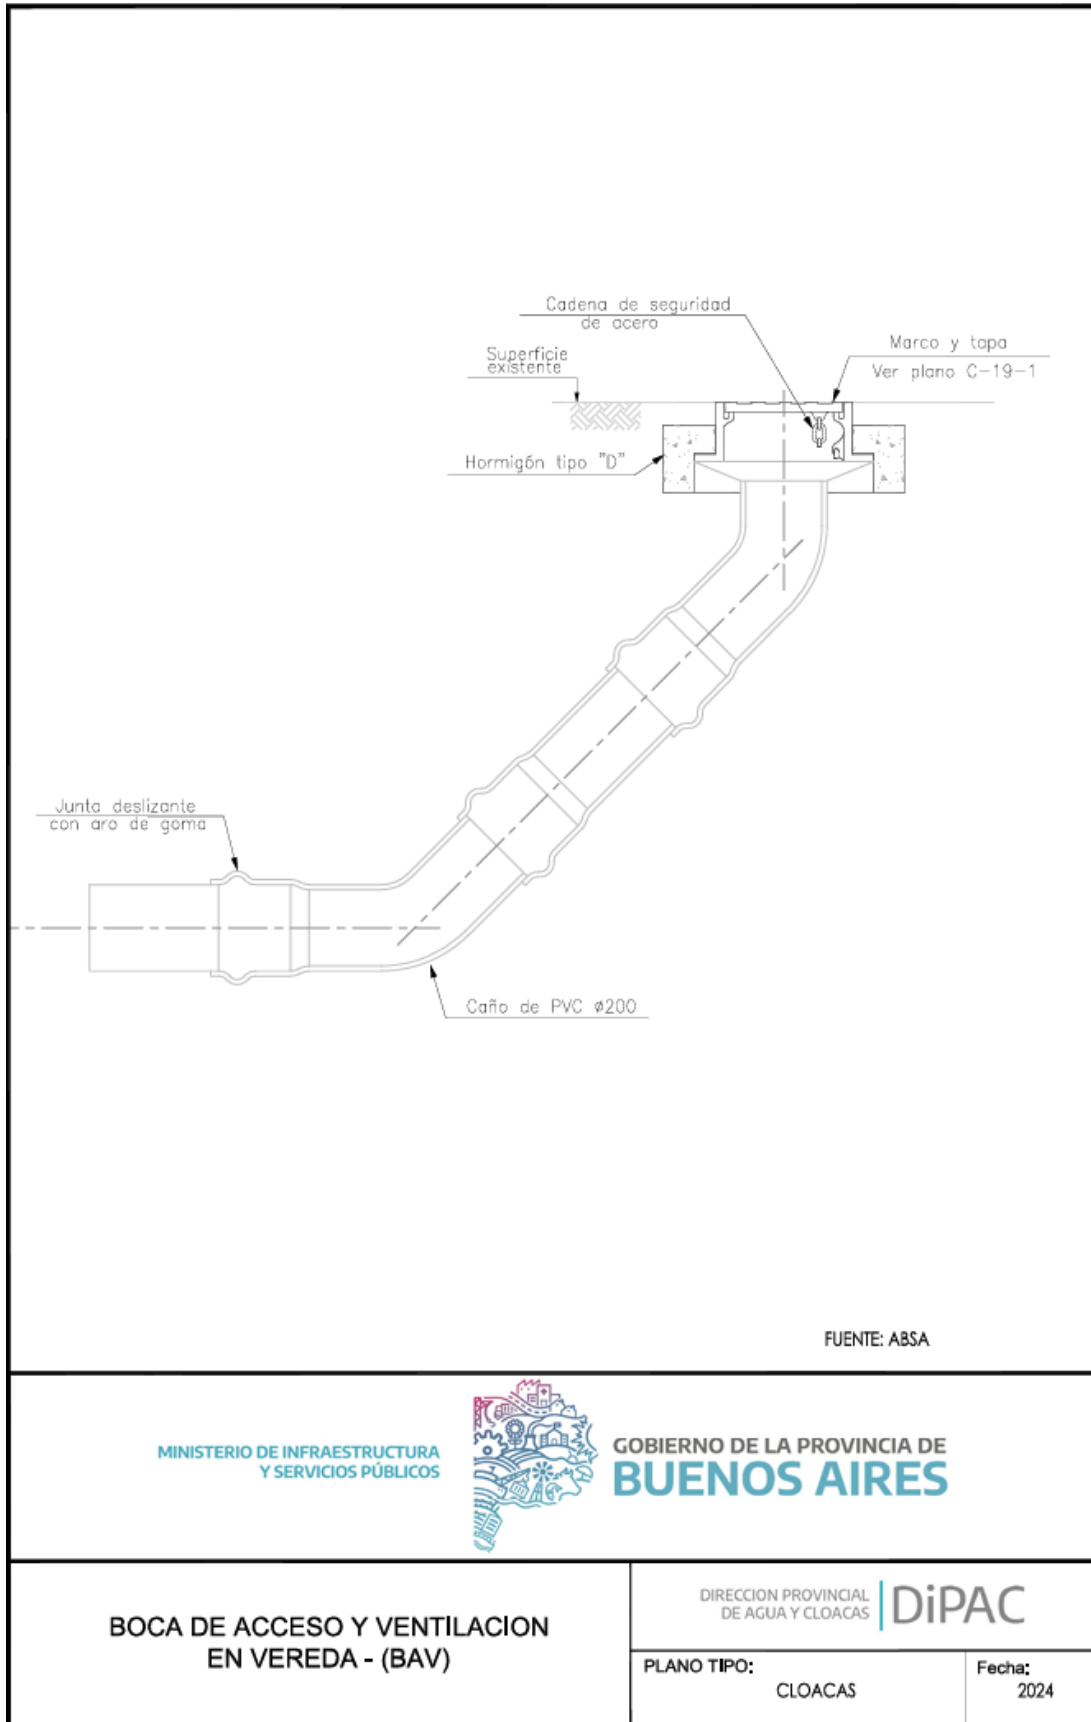 Cadena de seguridad
de acero
Superficie
existente
Marco y tapa
Ver plano C-19-1
Hormigón tipo "D"
Junta deslizante
con aro de goma
Caño de PVC ø200
FUENTE: ABSA
MINISTERIO DE INFRAESTRUCTURA
Y SERVICIOS PÚBLICOS
GOBIERNO DE LA PROVINCIA DE
BUENOS AIRES
BOCA DE ACCESO Y VENTILACION
EN VEREDA - (BAV)
DIRECCION PROVINCIAL
DE AGUA Y CLOACAS
DiPAC
PLANO TIPO:
CLOACAS
Fecha:
2024